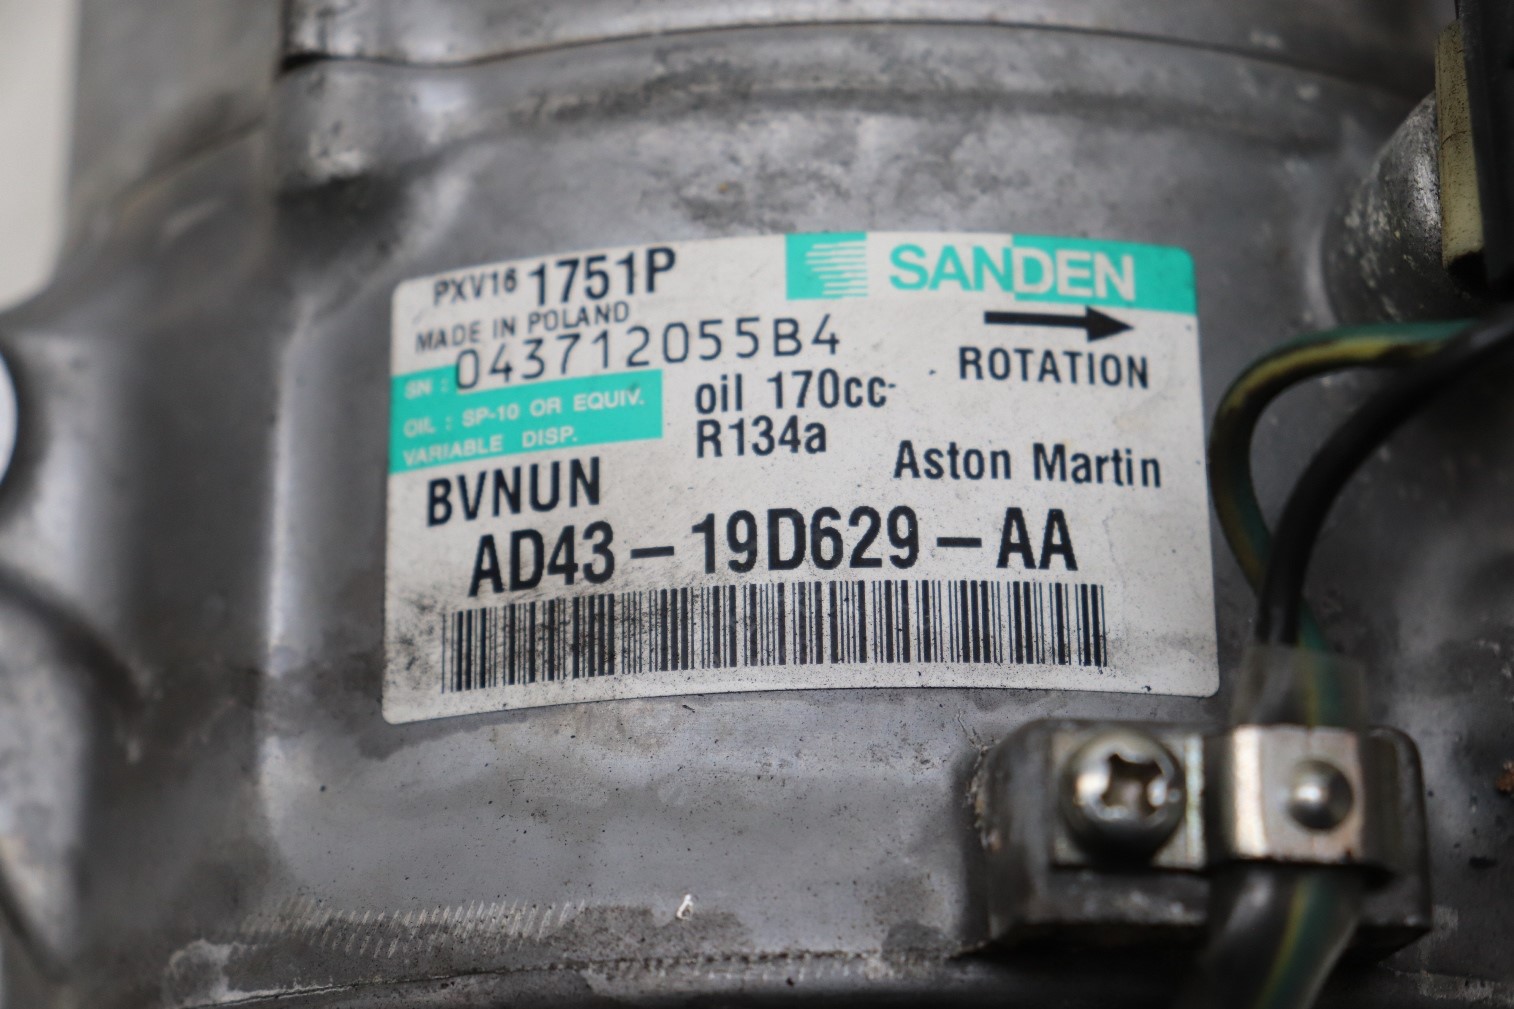 PXV16 1751P
SANDEN
MADE IN POLAND
SN : 043712055B4
ROTATION
OIL : SP-10 OR EQUIV.
VARIABLE DISP.
oil 170cc
R134a
Aston Martin
BVNUN
AD43-19D629-AA